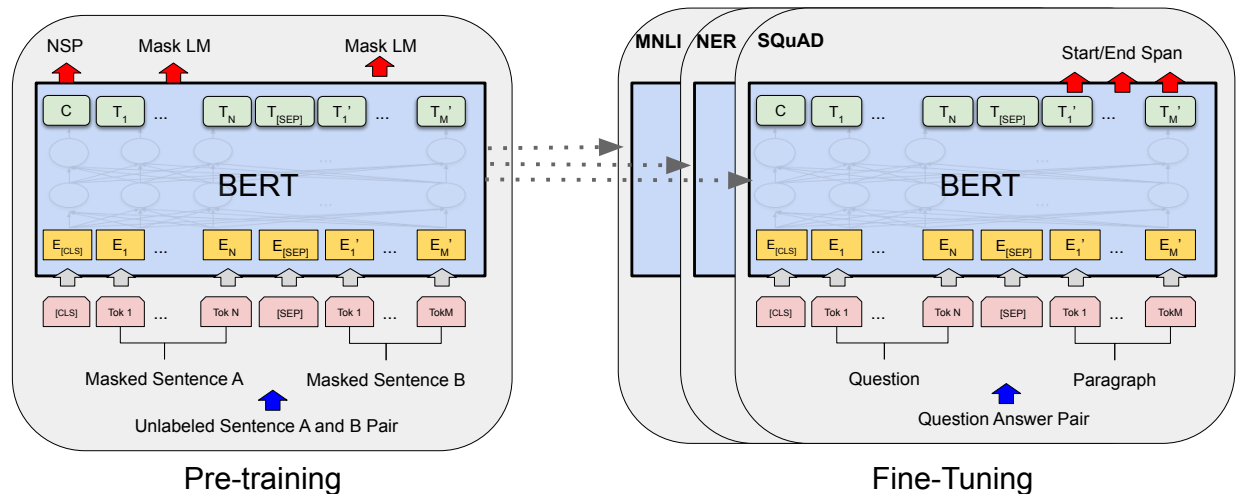 NSP Mask LM Mask LM
C T1 ... TN T[SEP] T1' ... TM'
...
BERT
...
E[CLS] E1 ... EN E[SEP] E1' ... EM'
[CLS] Tok 1 ... Tok N [SEP] Tok 1 ... TokM
Masked Sentence A Masked Sentence B
Unlabeled Sentence A and B Pair
Pre-training
MNLI NER SQuAD
Start/End Span
C T1 ... TN T[SEP] T1' ... TM'
...
BERT
...
E[CLS] E1 ... EN E[SEP] E1' ... EM'
[CLS] Tok 1 ... Tok N [SEP] Tok 1 ... TokM
Question Paragraph
Question Answer Pair
Fine-Tuning